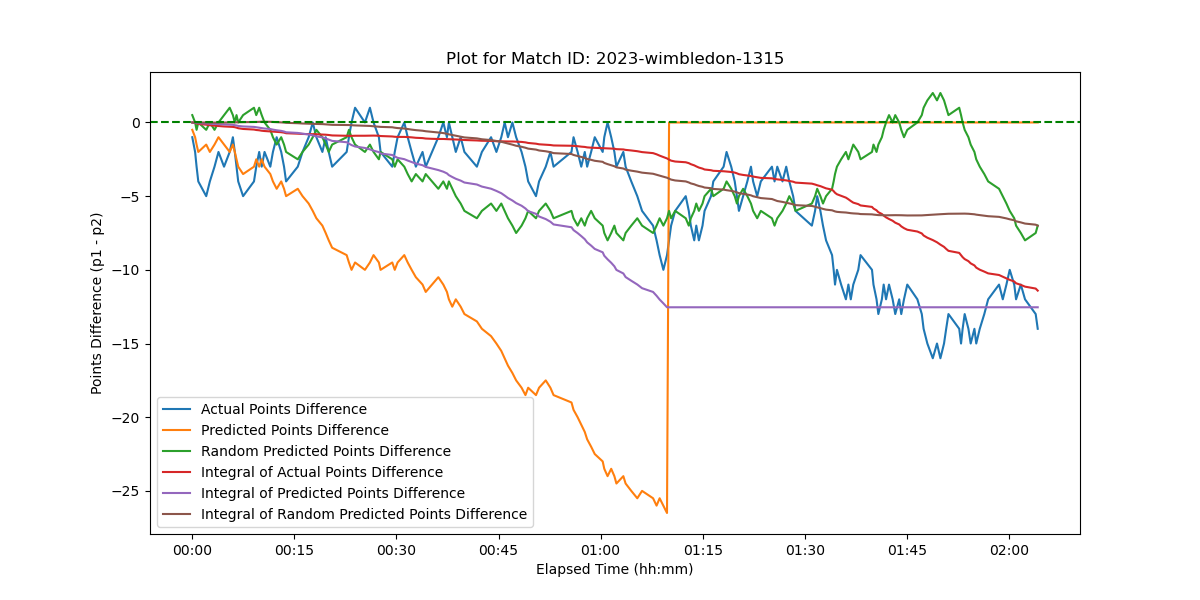 Plot for Match ID: 2023-wimbledon-1315
Points Difference (p1 - p2)
0
−5
−10
−15
−20
−25
Actual Points Difference
Predicted Points Difference
Random Predicted Points Difference
Integral of Actual Points Difference
Integral of Predicted Points Difference
Integral of Random Predicted Points Difference
00:00 00:15 00:30 00:45 01:00 01:15 01:30 01:45 02:00
Elapsed Time (hh:mm)